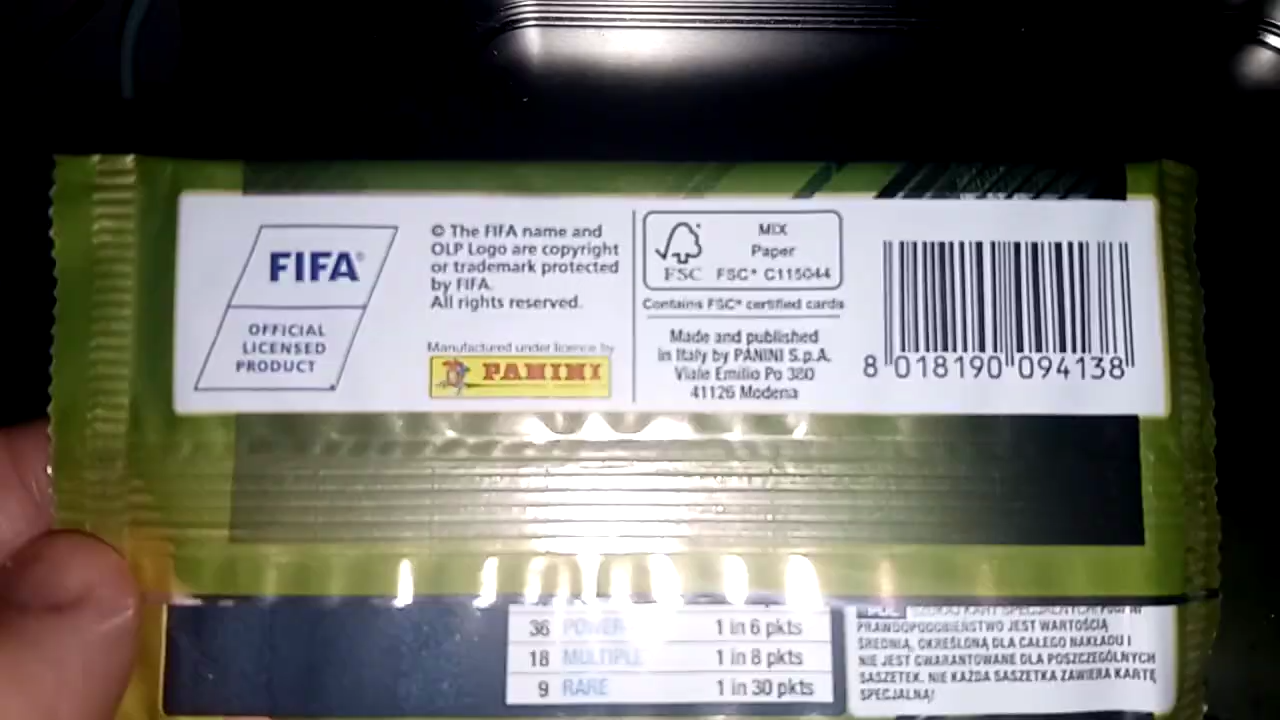 FIFA®
OFFICIAL
LICENSED
PRODUCT
© The FIFA name and
OLP Logo are copyright
or trademark protected
by FIFA.
All rights reserved.
Manufactured under licence by
PANINI
FSC
MIX
Paper
FSC® C115044
Contains FSC® certified cards
Made and published
in Italy by PANINI S.p.A.
Viale Emilio Po 380
41126 Modena
8 018190 094138
36 POWER 1 in 6 pkts
18 MULTIPLE 1 in 8 pkts
9 RARE 1 in 30 pkts
PRAWDOPODOBIEŃSTWO JEST WARTOŚCIĄ
ŚREDNIĄ, OKREŚLONĄ DLA CAŁEGO NAKŁADU I
NIE JEST GWARANTOWANE DLA POSZCZEGÓLNYCH
SASZETEK. NIE KAŻDA SASZETKA ZAWIERA KARTĘ
SPECJALNĄ!